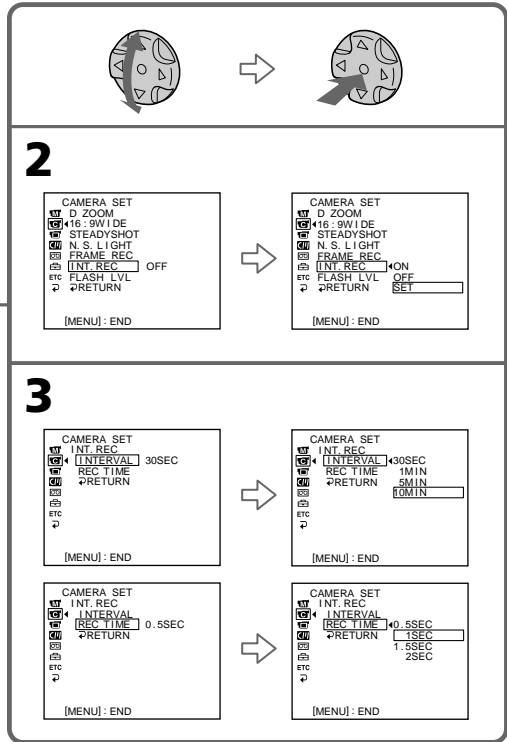 2
CAMERA SET
D ZOOM
16:9WIDE
STEADYSHOT
N. S. LIGHT
FRAME REC
INT. REC OFF
ETC FLASH LVL
RETURN
[MENU] : END
CAMERA SET
D ZOOM
16:9WIDE
STEADYSHOT
N. S. LIGHT
FRAME REC
INT. REC ON
ETC FLASH LVL OFF
RETURN SET
[MENU] : END
3
CAMERA SET
INT. REC
INTERVAL 30SEC
REC TIME
RETURN
ETC
[MENU] : END
CAMERA SET
INT. REC
INTERVAL 30SEC
REC TIME 1MIN
RETURN 5MIN
10MIN
ETC
[MENU] : END
CAMERA SET
INT. REC
INTERVAL
REC TIME 0.5SEC
RETURN
ETC
[MENU] : END
CAMERA SET
INT. REC
INTERVAL
REC TIME 0.5SEC
RETURN 1SEC
1.5SEC
2SEC
ETC
[MENU] : END